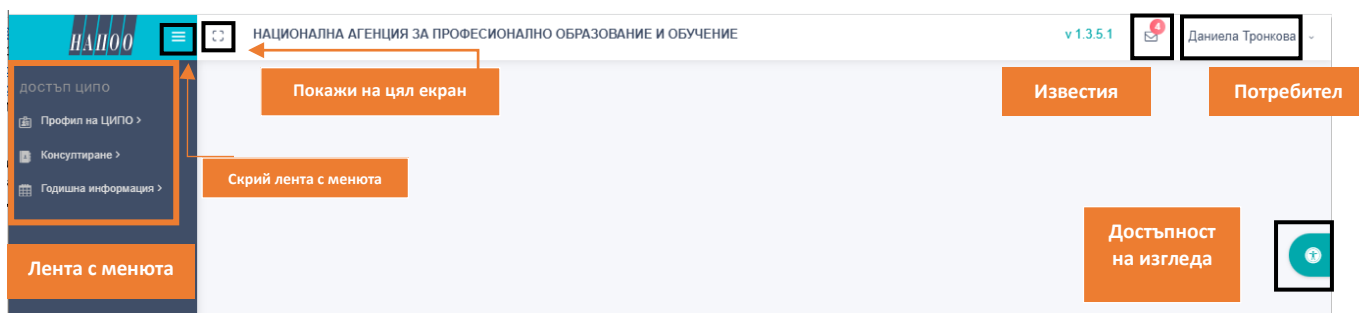 НАПОО
НАЦИОНАЛНА АГЕНЦИЯ ЗА ПРОФЕСИОНАЛНО ОБРАЗОВАНИЕ И ОБУЧЕНИЕ
v 1.3.5.1
4
Даниела Тронкова
Покажи на цял екран
Известия
Потребител
ДОСТЪП ЦИПО
Профил на ЦИПО >
Консултиране >
Годишна информация >
Скрий лента с менюта
Лента с менюта
Достъпност
на изгледа